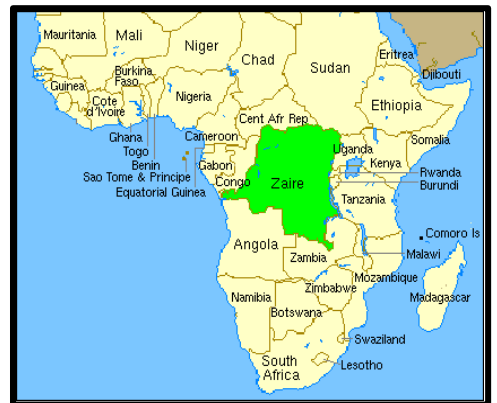 Mauritania
Mali
Niger
Chad
Sudan
Eritrea
Djibouti
Guinea
Burkina
Faso
Cote
d'Ivoire
Nigeria
Ethiopia
Cent Afr Rep
Ghana
Togo
Benin
Sao Tome & Principe
Equatorial Guinea
Cameroon
Gabon
Congo
Zaire
Uganda
Kenya
Somalia
Rwanda
Burundi
Tanzania
Comoro Is
Angola
Zambia
Malawi
Mozambique
Zimbabwe
Madagascar
Namibia
Botswana
Swaziland
South
Africa
Lesotho